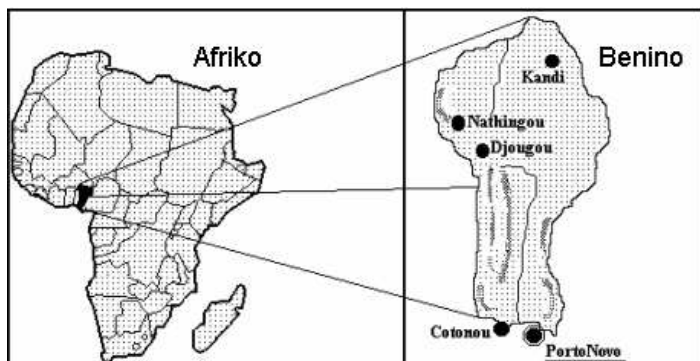 Afriko
Benino
Kandi
Nathingou
Djougou
Cotonou
PortoNovo